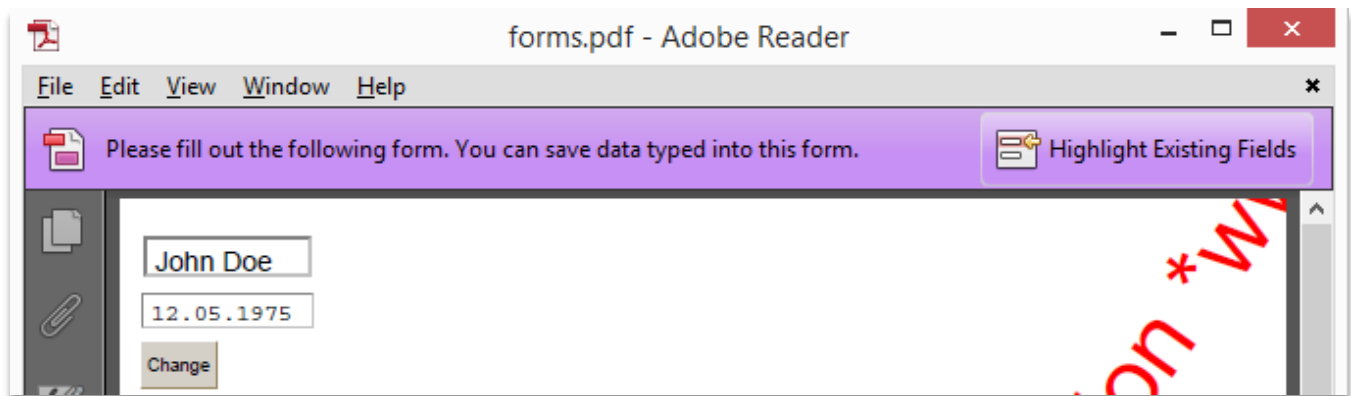 forms.pdf - Adobe Reader
File Edit View Window Help
Please fill out the following form. You can save data typed into this form.
Highlight Existing Fields
John Doe
12.05.1975
Change